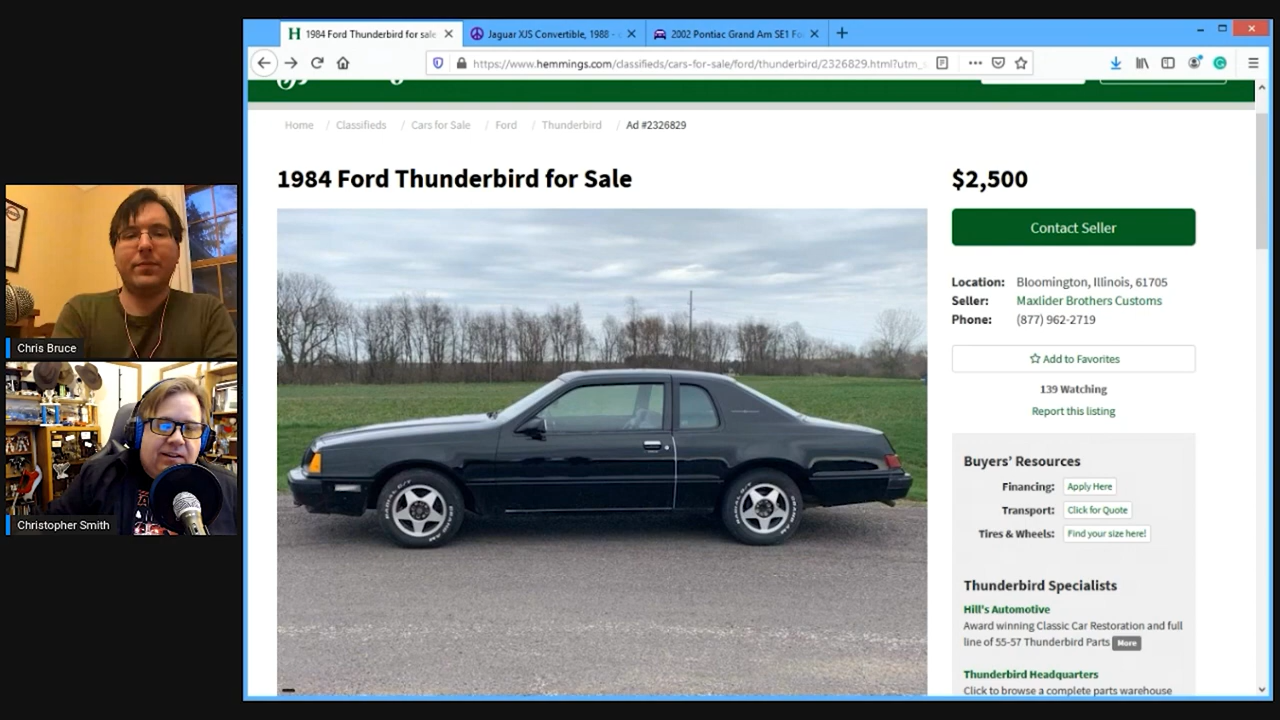 1984 Ford Thunderbird for sale
Jaguar XJS Convertible, 1988 -
2002 Pontiac Grand Am SE1 Fo
https://www.hemmings.com/classifieds/cars-for-sale/ford/thunderbird/2326829.html?utm_
Home / Classifieds / Cars for Sale / Ford / Thunderbird / Ad #2326829
1984 Ford Thunderbird for Sale
$2,500
Contact Seller
Location: Bloomington, Illinois, 61705
Seller: Maxlider Brothers Customs
Phone: (877) 962-2719
Add to Favorites
139 Watching
Report this listing
Buyers' Resources
Financing: Apply Here
Transport: Click for Quote
Tires & Wheels: Find your size here!
Thunderbird Specialists
Hill's Automotive
Award winning Classic Car Restoration and full
line of 55-57 Thunderbird Parts More
Thunderbird Headquarters
Click to browse a complete parts warehouse
Chris Bruce
Christopher Smith